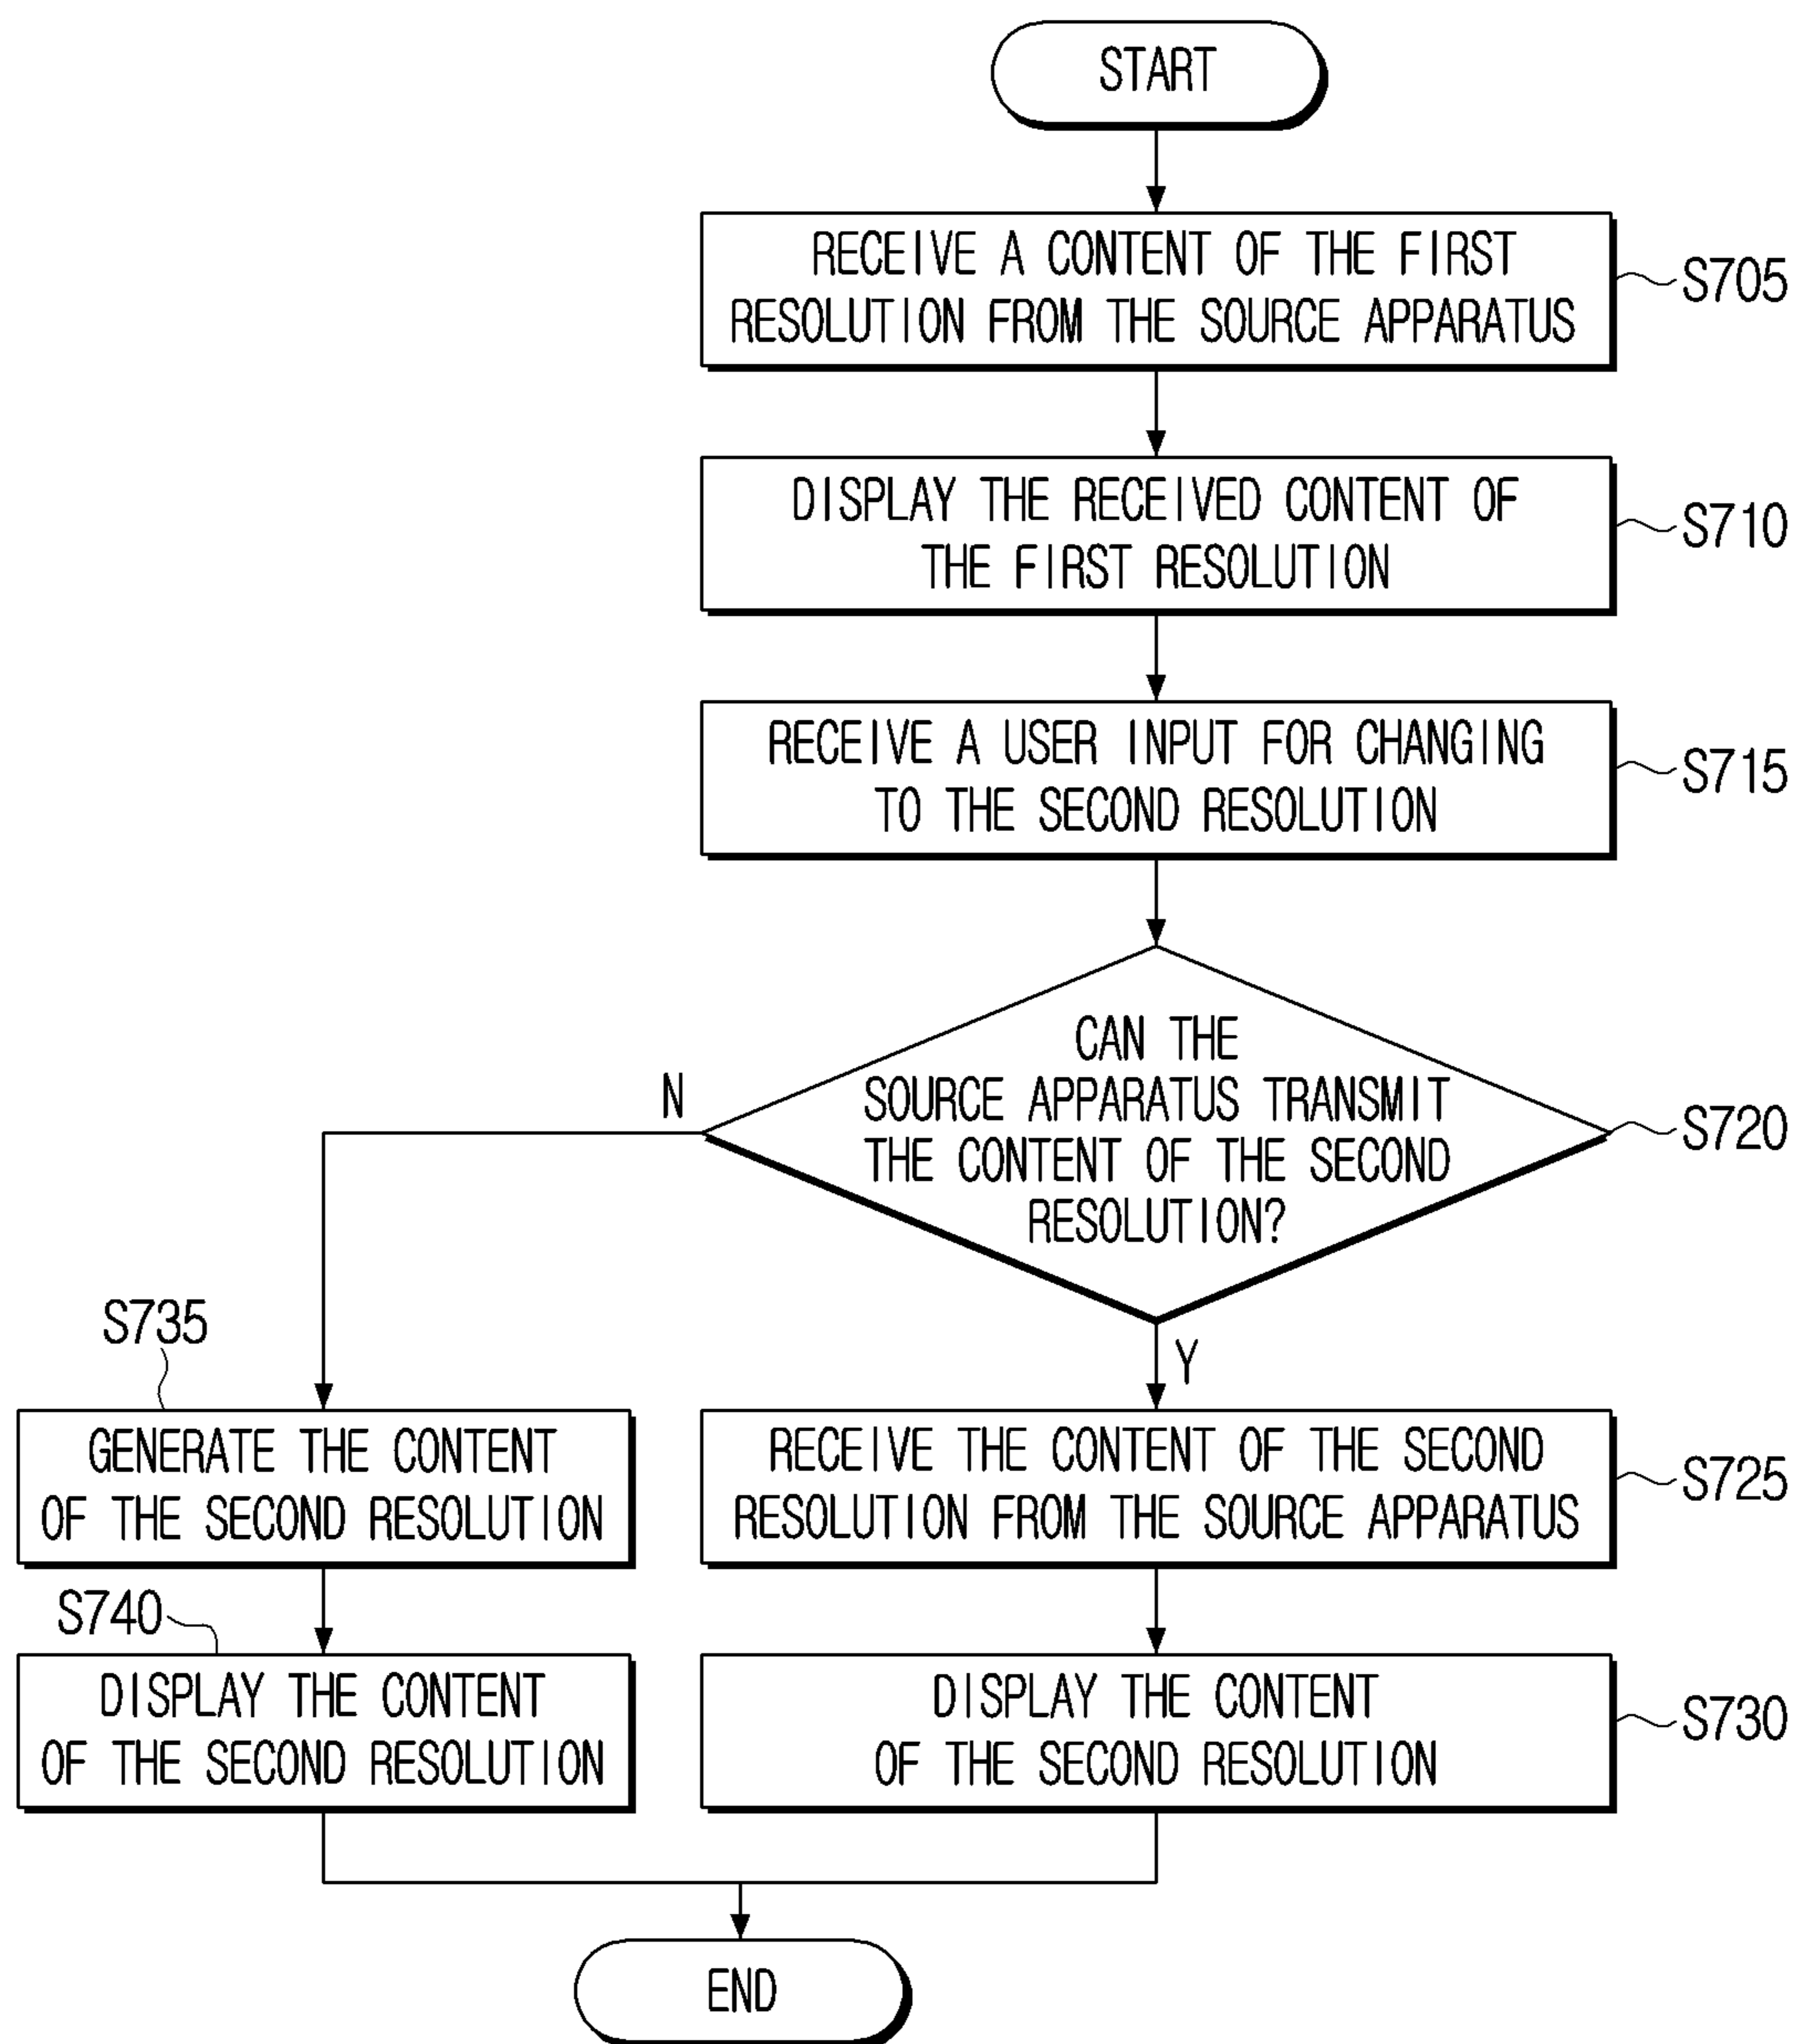 START
RECEIVE A CONTENT OF THE FIRST
RESOLUTION FROM THE SOURCE APPARATUS
S705
DISPLAY THE RECEIVED CONTENT OF
THE FIRST RESOLUTION
S710
RECEIVE A USER INPUT FOR CHANGING
TO THE SECOND RESOLUTION
S715
CAN THE
SOURCE APPARATUS TRANSMIT
THE CONTENT OF THE SECOND
RESOLUTION?
S720
N
Y
S735
GENERATE THE CONTENT
OF THE SECOND RESOLUTION
RECEIVE THE CONTENT OF THE SECOND
RESOLUTION FROM THE SOURCE APPARATUS
S725
S740
DISPLAY THE CONTENT
OF THE SECOND RESOLUTION
DISPLAY THE CONTENT
OF THE SECOND RESOLUTION
S730
END